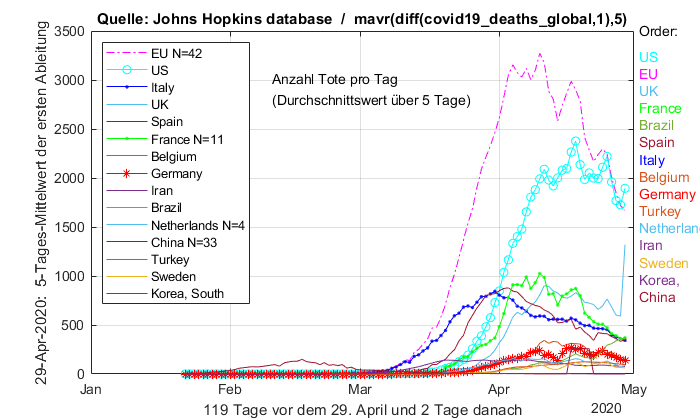 Quelle: Johns Hopkins database / mavr(diff(covid19_deaths_global,1),5)
Order:
29-Apr-2020: 5-Tages-Mittelwert der ersten Ableitung
3500
3000
2500
2000
1500
1000
500
0
EU N=42
US
Italy
UK
Spain
France N=11
Belgium
Germany
Iran
Brazil
Netherlands N=4
China N=33
Turkey
Sweden
Korea, South
Anzahl Tote pro Tag
(Durchschnittswert über 5 Tage)
US
EU
UK
France
Brazil
Spain
Italy
Belgium
Germany
Turkey
Netherlan
Iran
Sweden
Korea,
China
Jan Feb Mar Apr May
2020
119 Tage vor dem 29. April und 2 Tage danach